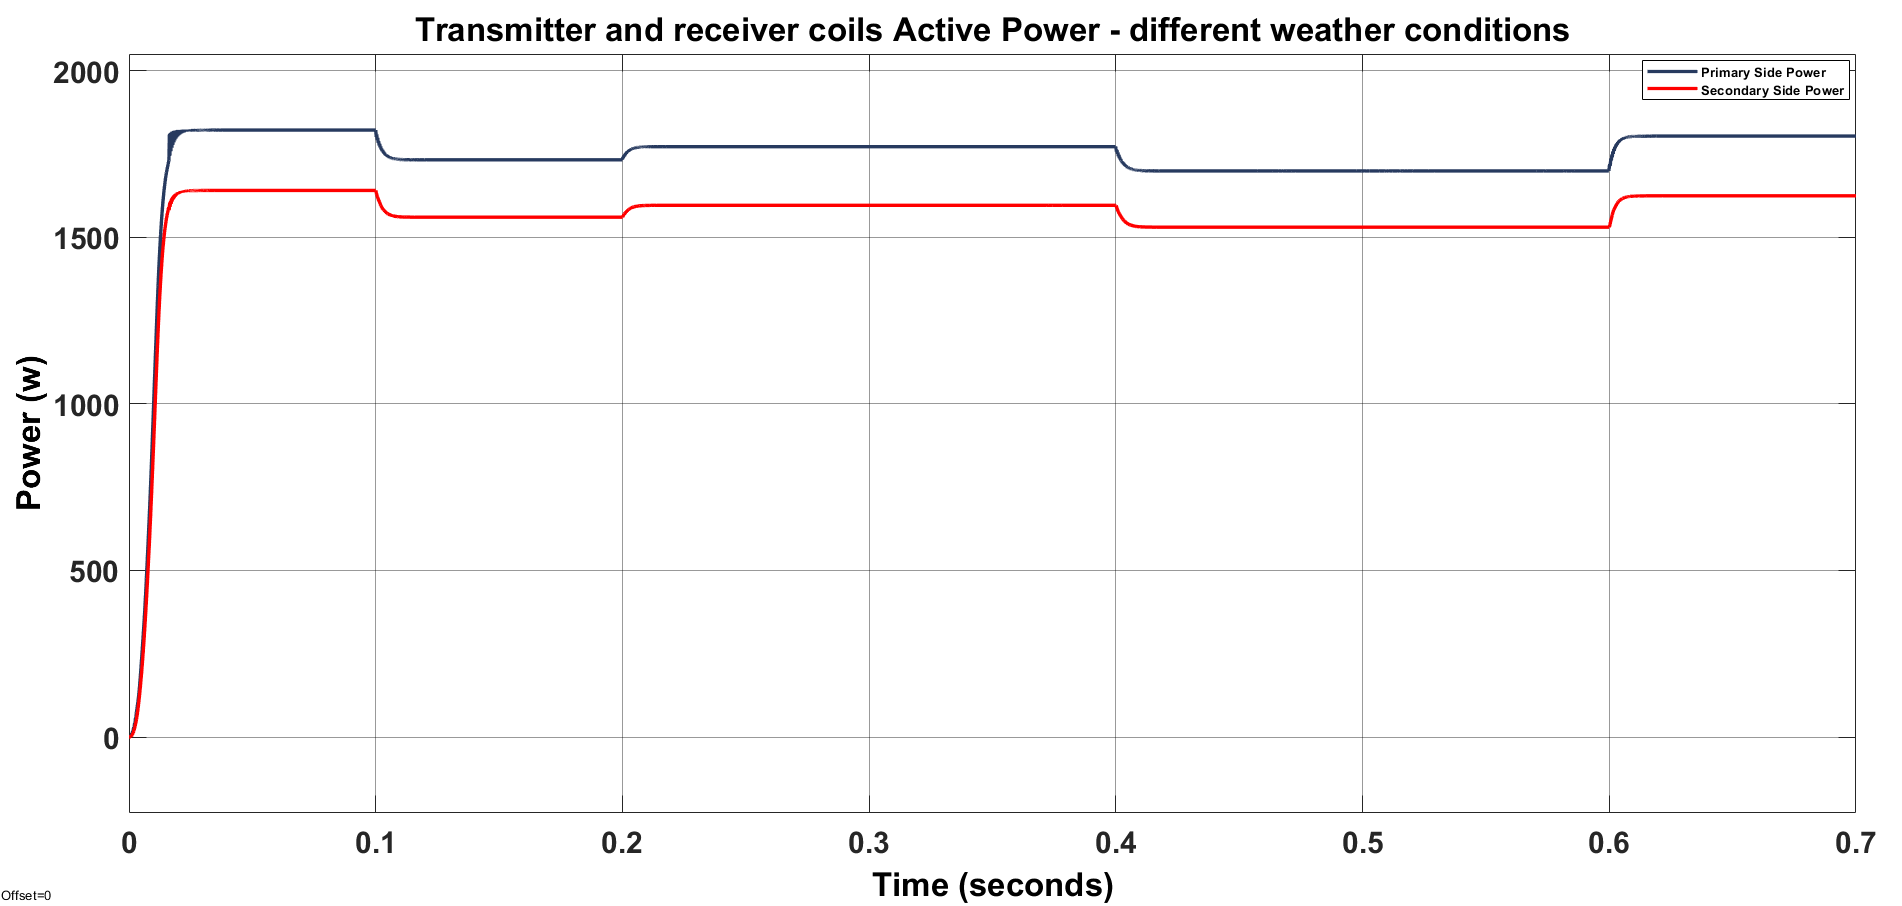 Transmitter and receiver coils Active Power - different weather conditions
Primary Side Power
Secondary Side Power
2000
1500
1000
500
0
Power (w)
0 0.1 0.2 0.3 0.4 0.5 0.6 0.7
Time (seconds)
Offset=0